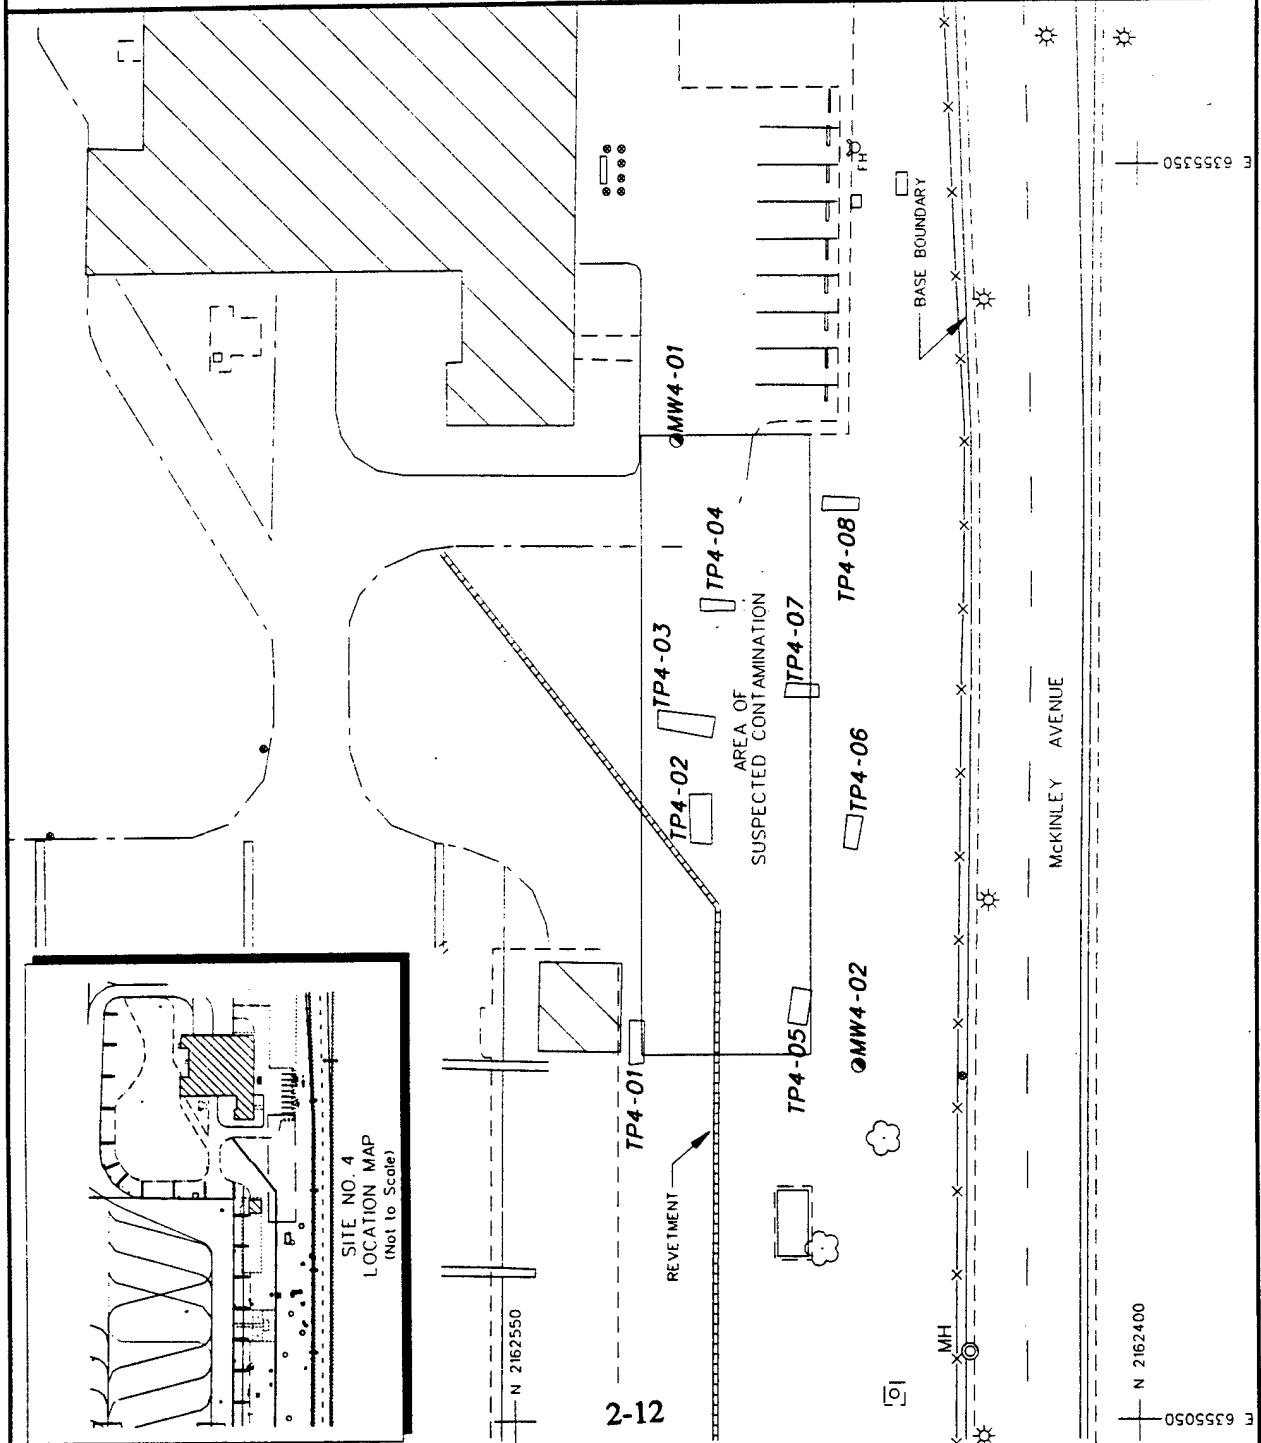 E 6355350
FH
BASE BOUNDARY
MW4-01
TP4-04
TP4-08
TP4-03
TP4-07
AREA OF
SUSPECTED CONTAMINATION
TP4-02
TP4-06
McKINLEY AVENUE
TP4-01
TP4-05
MW4-02
REVETMENT
SITE NO. 4
LOCATION MAP
(Not to Scale)
MH
N 2162550
N 2162400
2-12
E 6355050